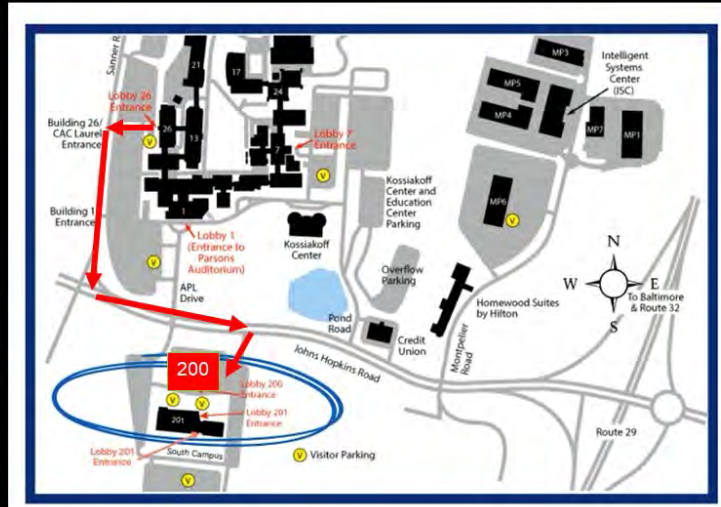 Sanner R
21
17
24
MP3
MP5
MP4
Intelligent
Systems
Center
(ISC)
MP7
MP1
Lobby 26
Entrance
26
13
7
Lobby 7
Entrance
Building 26/
CAC Laurel
Entrance
V
V
Kossiakoff
Center and
Education
Center
Parking
MP6
V
Building 1
Entrance
1
Lobby 1
(Entrance to
Parsons
Auditorium)
Kossiakoff
Center
V
Overflow
Parking
N
W
E
S
To Baltimore
& Route 32
APL
Drive
Homewood Suites
by Hilton
Pond
Road
Credit
Union
Montpelier
Road
Johns Hopkins Road
200
Lobby 200
Entrance
V
V
201
Lobby 201
Entrance
Lobby 201
Entrance
South Campus
Route 29
V
Visitor Parking
V